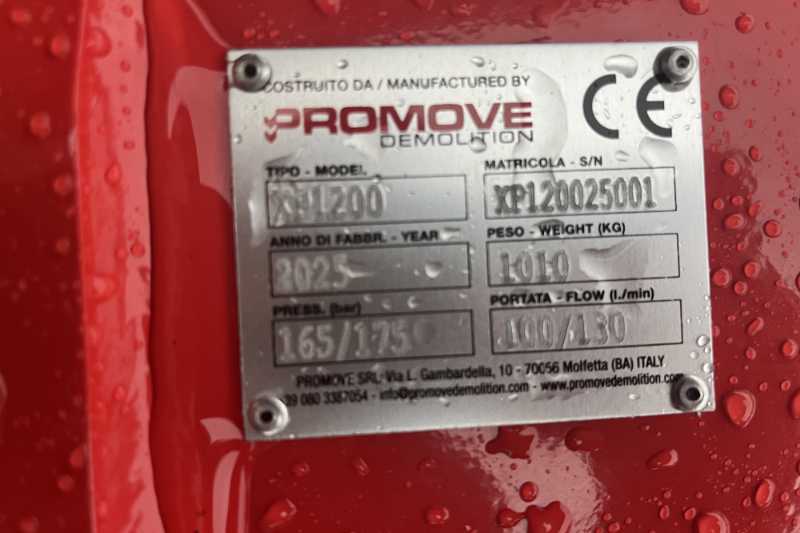 COSTRUITO DA / MANUFACTURED BY
PROMOVE
DEMOLITION
CE
TIPO - MODEL MATRICOLA - S/N
XP1200 XP120025001
ANNO DI FABBR. - YEAR PESO - WEIGHT (KG)
2025 1010
PRESS. (bar) PORTATA - FLOW (l./min)
165/175 100/130
PROMOVE SRL- Via L. Gambardella, 10 - 70056 Molfetta (BA) ITALY
+39 080 3387054 - info@promovedemolition.com - www.promovedemolition.com